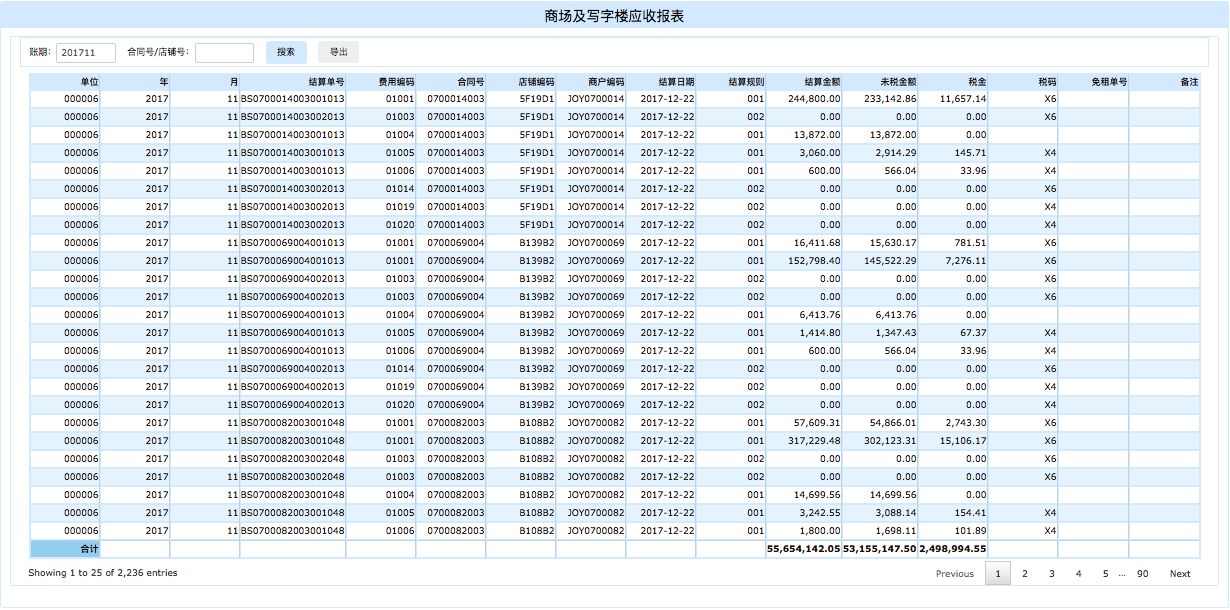 商场及写字楼应收报表
账期: 201711 合同号/店铺号: 搜索 导出
单位 年 月 结算单号 费用编码 合同号 店铺编码 商户编码 结算日期 结算规则 结算金额 未税金额 税金 税码 免租单号 备注
000006 2017 11 BS0700014003001013 01001 0700014003 5F19D1 JOY0700014 2017-12-22 001 244,800.00 233,142.86 11,657.14 X6
000006 2017 11 BS0700014003002013 01003 0700014003 5F19D1 JOY0700014 2017-12-22 002 0.00 0.00 0.00 X6
000006 2017 11 BS0700014003001013 01004 0700014003 5F19D1 JOY0700014 2017-12-22 001 13,872.00 13,872.00 0.00
000006 2017 11 BS0700014003001013 01005 0700014003 5F19D1 JOY0700014 2017-12-22 001 3,060.00 2,914.29 145.71 X4
000006 2017 11 BS0700014003001013 01006 0700014003 5F19D1 JOY0700014 2017-12-22 001 600.00 566.04 33.96 X4
000006 2017 11 BS0700014003002013 01014 0700014003 5F19D1 JOY0700014 2017-12-22 002 0.00 0.00 0.00 X6
000006 2017 11 BS0700014003002013 01019 0700014003 5F19D1 JOY0700014 2017-12-22 002 0.00 0.00 0.00 X4
000006 2017 11 BS0700014003002013 01020 0700014003 5F19D1 JOY0700014 2017-12-22 002 0.00 0.00 0.00 X4
000006 2017 11 BS0700069004001013 01001 0700069004 B139B2 JOY0700069 2017-12-22 001 16,411.68 15,630.17 781.51 X6
000006 2017 11 BS0700069004001013 01001 0700069004 B139B2 JOY0700069 2017-12-22 001 152,798.40 145,522.29 7,276.11 X6
000006 2017 11 BS0700069004002013 01003 0700069004 B139B2 JOY0700069 2017-12-22 002 0.00 0.00 0.00 X6
000006 2017 11 BS0700069004002013 01003 0700069004 B139B2 JOY0700069 2017-12-22 002 0.00 0.00 0.00 X6
000006 2017 11 BS0700069004001013 01004 0700069004 B139B2 JOY0700069 2017-12-22 001 6,413.76 6,413.76 0.00
000006 2017 11 BS0700069004001013 01005 0700069004 B139B2 JOY0700069 2017-12-22 001 1,414.80 1,347.43 67.37 X4
000006 2017 11 BS0700069004001013 01006 0700069004 B139B2 JOY0700069 2017-12-22 001 600.00 566.04 33.96 X4
000006 2017 11 BS0700069004002013 01014 0700069004 B139B2 JOY0700069 2017-12-22 002 0.00 0.00 0.00 X6
000006 2017 11 BS0700069004002013 01019 0700069004 B139B2 JOY0700069 2017-12-22 002 0.00 0.00 0.00 X4
000006 2017 11 BS0700069004002013 01020 0700069004 B139B2 JOY0700069 2017-12-22 002 0.00 0.00 0.00 X4
000006 2017 11 BS0700082003001048 01001 0700082003 B108B2 JOY0700082 2017-12-22 001 57,609.31 54,866.01 2,743.30 X6
000006 2017 11 BS0700082003001048 01001 0700082003 B108B2 JOY0700082 2017-12-22 001 317,229.48 302,123.31 15,106.17 X6
000006 2017 11 BS0700082003002048 01003 0700082003 B108B2 JOY0700082 2017-12-22 002 0.00 0.00 0.00 X6
000006 2017 11 BS0700082003002048 01003 0700082003 B108B2 JOY0700082 2017-12-22 002 0.00 0.00 0.00 X6
000006 2017 11 BS0700082003001048 01004 0700082003 B108B2 JOY0700082 2017-12-22 001 14,699.56 14,699.56 0.00
000006 2017 11 BS0700082003001048 01005 0700082003 B108B2 JOY0700082 2017-12-22 001 3,242.55 3,088.14 154.41 X4
000006 2017 11 BS0700082003001048 01006 0700082003 B108B2 JOY0700082 2017-12-22 001 1,800.00 1,698.11 101.89 X4
合计 55,654,142.05 53,155,147.50 2,498,994.55
Showing 1 to 25 of 2,236 entries Previous 1 2 3 4 5 ... 90 Next